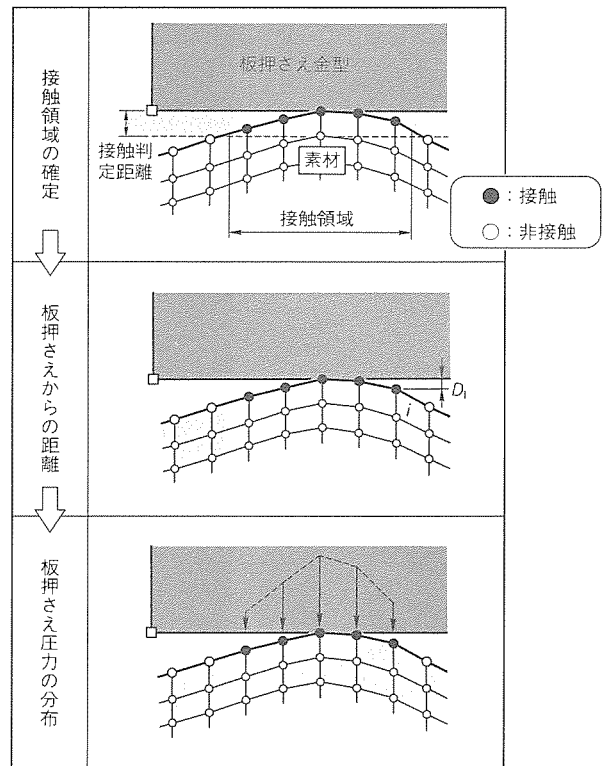 接触領域の確定
板押さえ金型
接触判
定距離
素材
接触領域
●：接触
○：非接触
板押さえからの距離
D₁
i
板押さえ圧力の分布